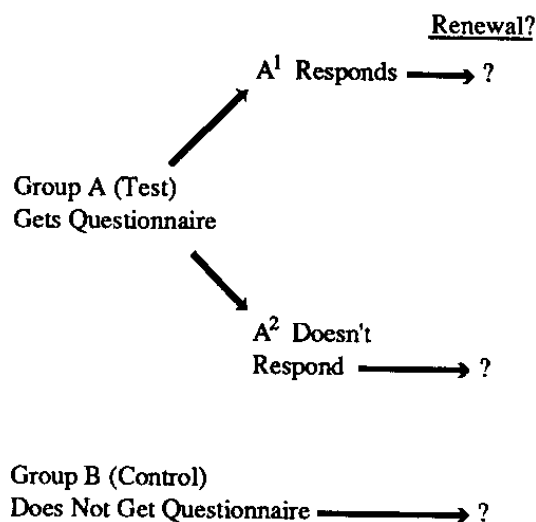 Renewal?
A¹ Responds ?
Group A (Test)
Gets Questionnaire
A² Doesn't
Respond ?
Group B (Control)
Does Not Get Questionnaire ?